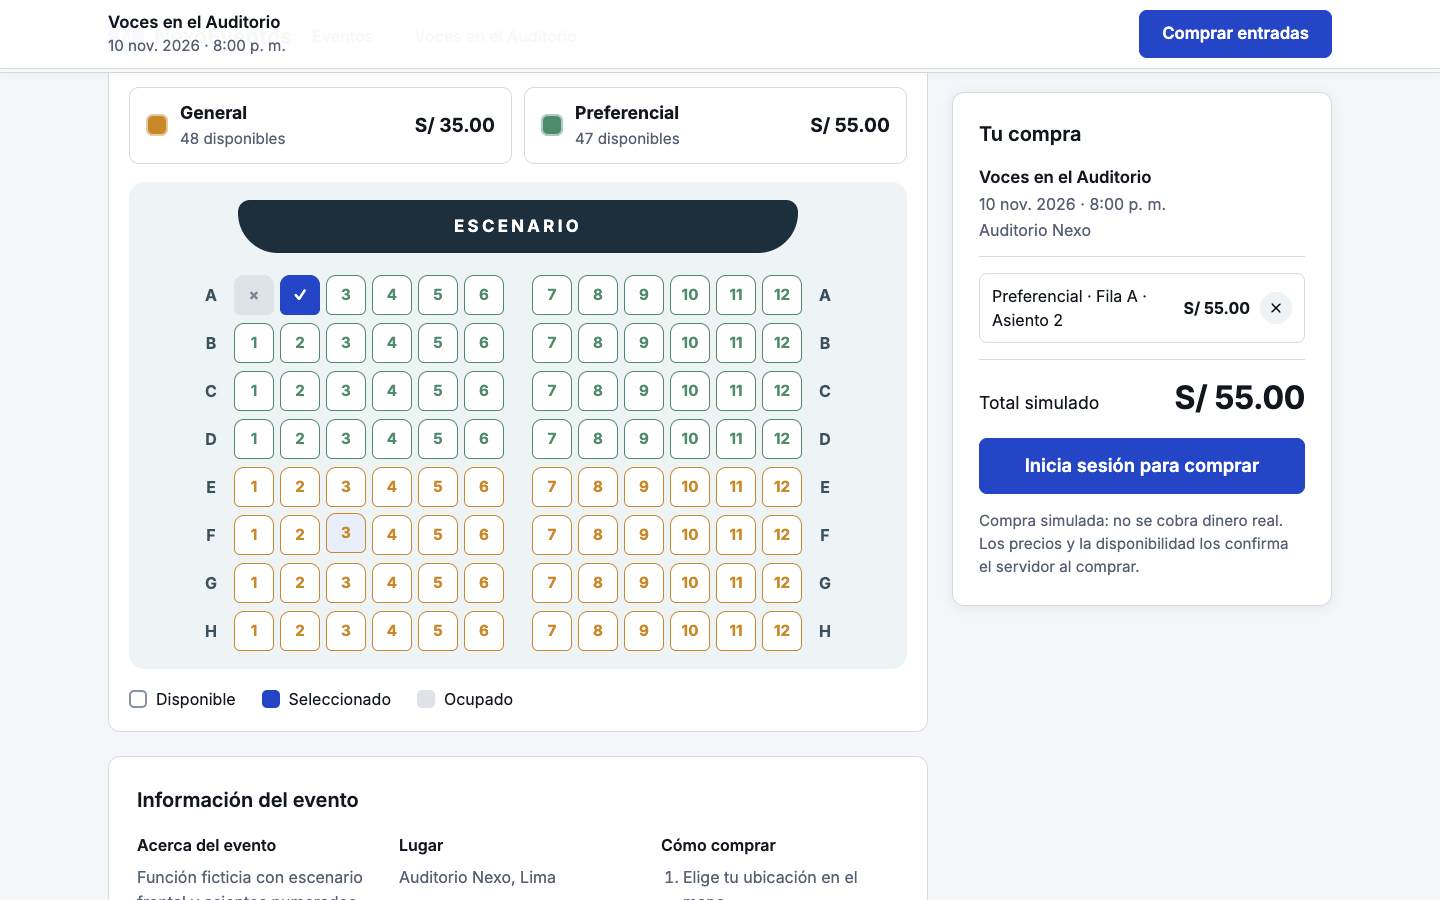 Voces en el Auditorio
10 nov. 2026 · 8:00 p. m.
NexoEventos Eventos Voces en el Auditorio
Comprar entradas
General
48 disponibles
S/ 35.00
Preferencial
47 disponibles
S/ 55.00
ESCENARIO
A × ✓ 3 4 5 6 7 8 9 10 11 12 A
B 1 2 3 4 5 6 7 8 9 10 11 12 B
C 1 2 3 4 5 6 7 8 9 10 11 12 C
D 1 2 3 4 5 6 7 8 9 10 11 12 D
E 1 2 3 4 5 6 7 8 9 10 11 12 E
F 1 2 3 4 5 6 7 8 9 10 11 12 F
G 1 2 3 4 5 6 7 8 9 10 11 12 G
H 1 2 3 4 5 6 7 8 9 10 11 12 H
Disponible Seleccionado Ocupado
Tu compra
Voces en el Auditorio
10 nov. 2026 · 8:00 p. m.
Auditorio Nexo
Preferencial · Fila A ·
Asiento 2
S/ 55.00 ×
Total simulado S/ 55.00
Inicia sesión para comprar
Compra simulada: no se cobra dinero real.
Los precios y la disponibilidad los confirma
el servidor al comprar.
Información del evento
Acerca del evento
Función ficticia con escenario
Lugar
Auditorio Nexo, Lima
Cómo comprar
1. Elige tu ubicación en el